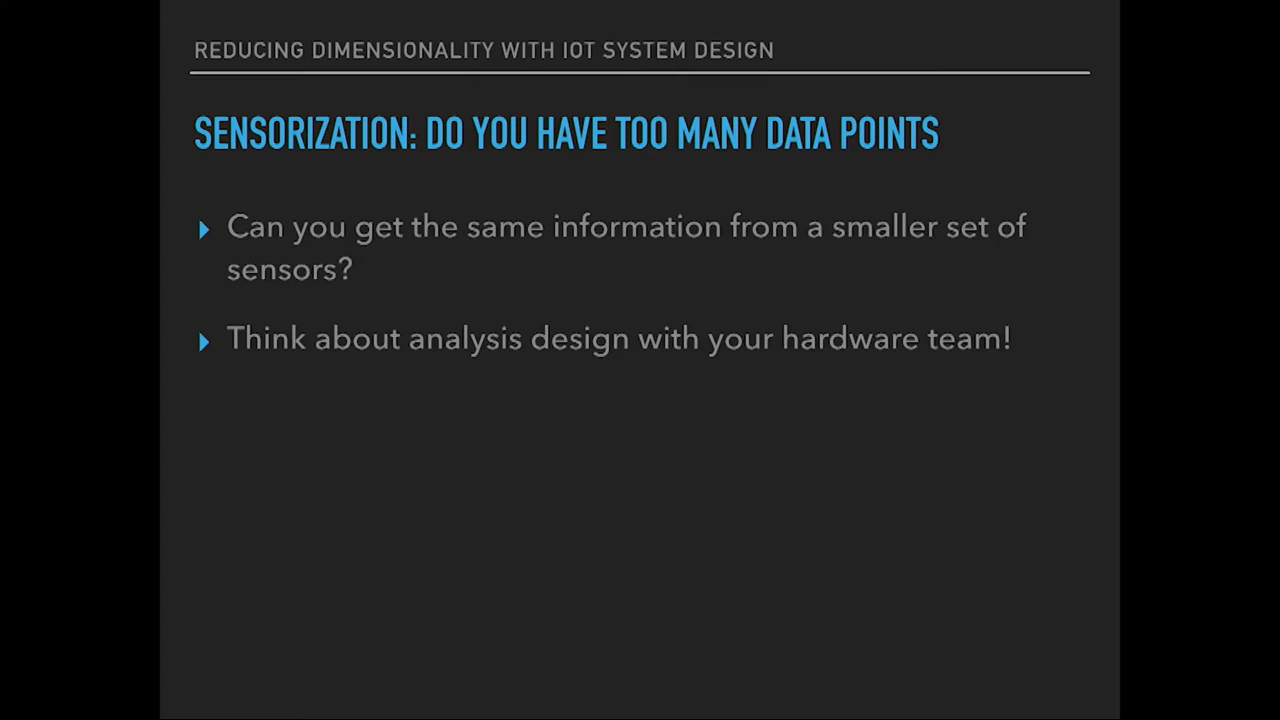 REDUCING DIMENSIONALITY WITH IOT SYSTEM DESIGN
SENSORIZATION: DO YOU HAVE TOO MANY DATA POINTS
Can you get the same information from a smaller set of
sensors?
Think about analysis design with your hardware team!